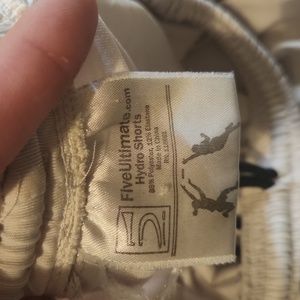 FiveUltimate.com
Hydro Shorts
88% Polyester, 12% Elastane
Made in China